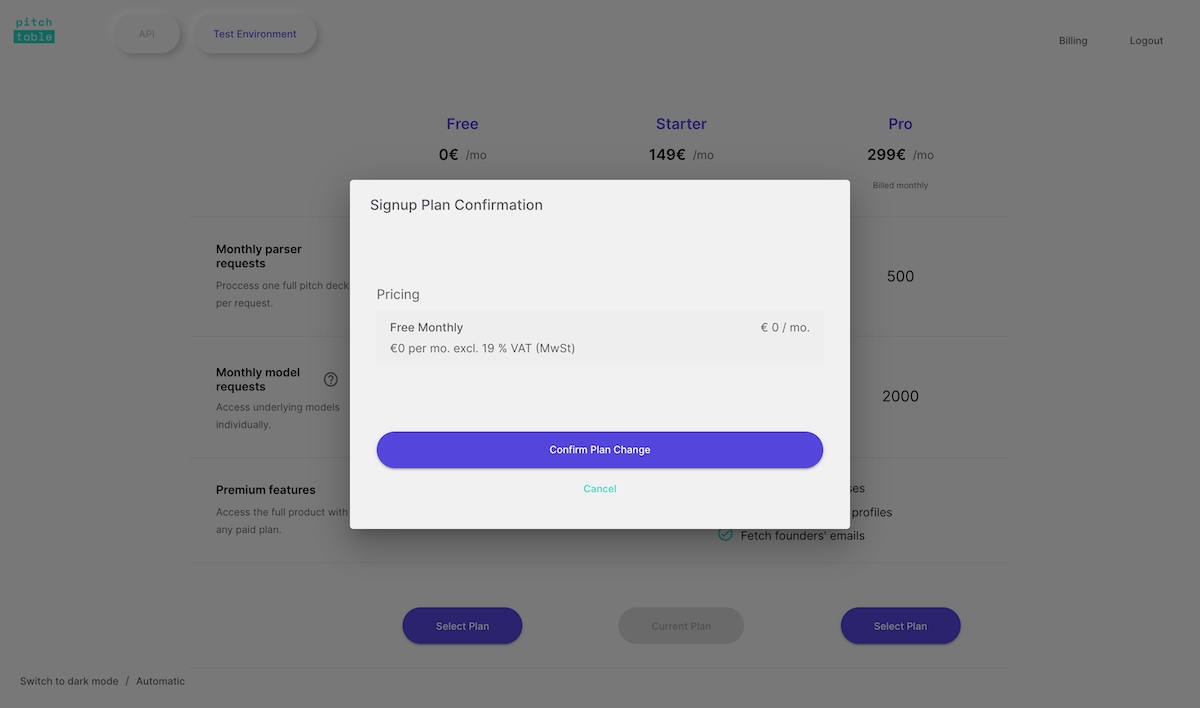 pitch
table
API
Test Environment
Billing
Logout
Free
Starter
Pro
0€ /mo
149€ /mo
299€ /mo
Billed monthly
Signup Plan Confirmation
Monthly parser
requests
Proccess one full pitch deck
per request.
500
Pricing
Free Monthly
€ 0 / mo.
€0 per mo. excl. 19 % VAT (MwSt)
Monthly model
requests
?
Access underlying models
individually.
2000
Confirm Plan Change
Cancel
Premium features
Access the full product with
any paid plan.
profiles
Fetch founders' emails
Select Plan
Current Plan
Select Plan
Switch to dark mode / Automatic